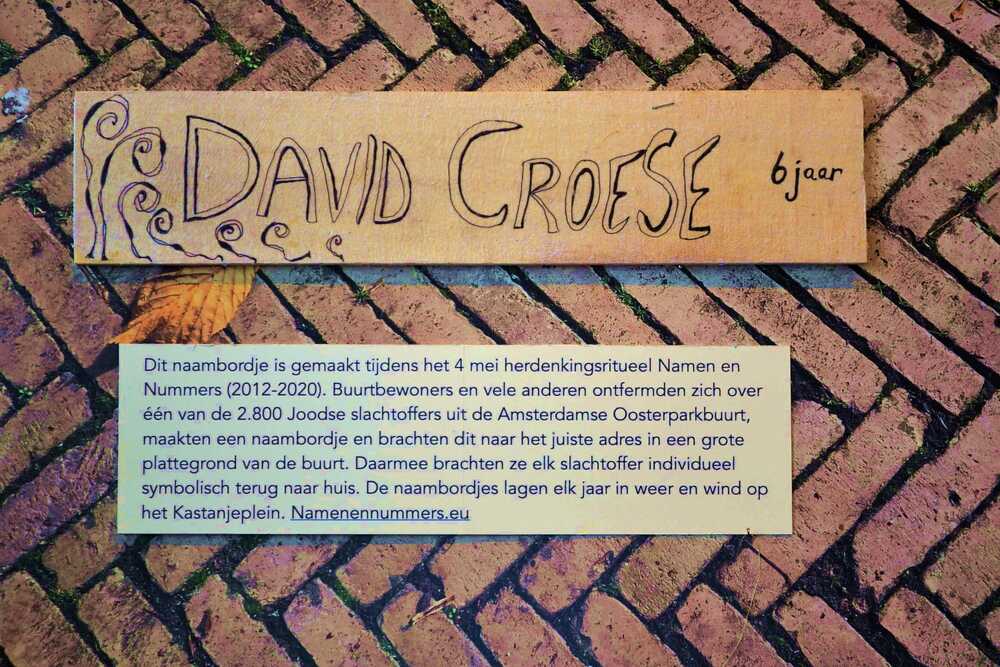 DAVID CROESE 6 jaar
Dit naambordje is gemaakt tijdens het 4 mei herdenkingsritueel Namen en
Nummers (2012-2020). Buurtbewoners en vele anderen ontfermden zich over
één van de 2.800 Joodse slachtoffers uit de Amsterdamse Oosterparkbuurt,
maakten een naambordje en brachten dit naar het juiste adres in een grote
plattegrond van de buurt. Daarmee brachten ze elk slachtoffer individueel
symbolisch terug naar huis. De naambordjes lagen elk jaar in weer en wind op
het Kastanjeplein. Namenennummers.eu